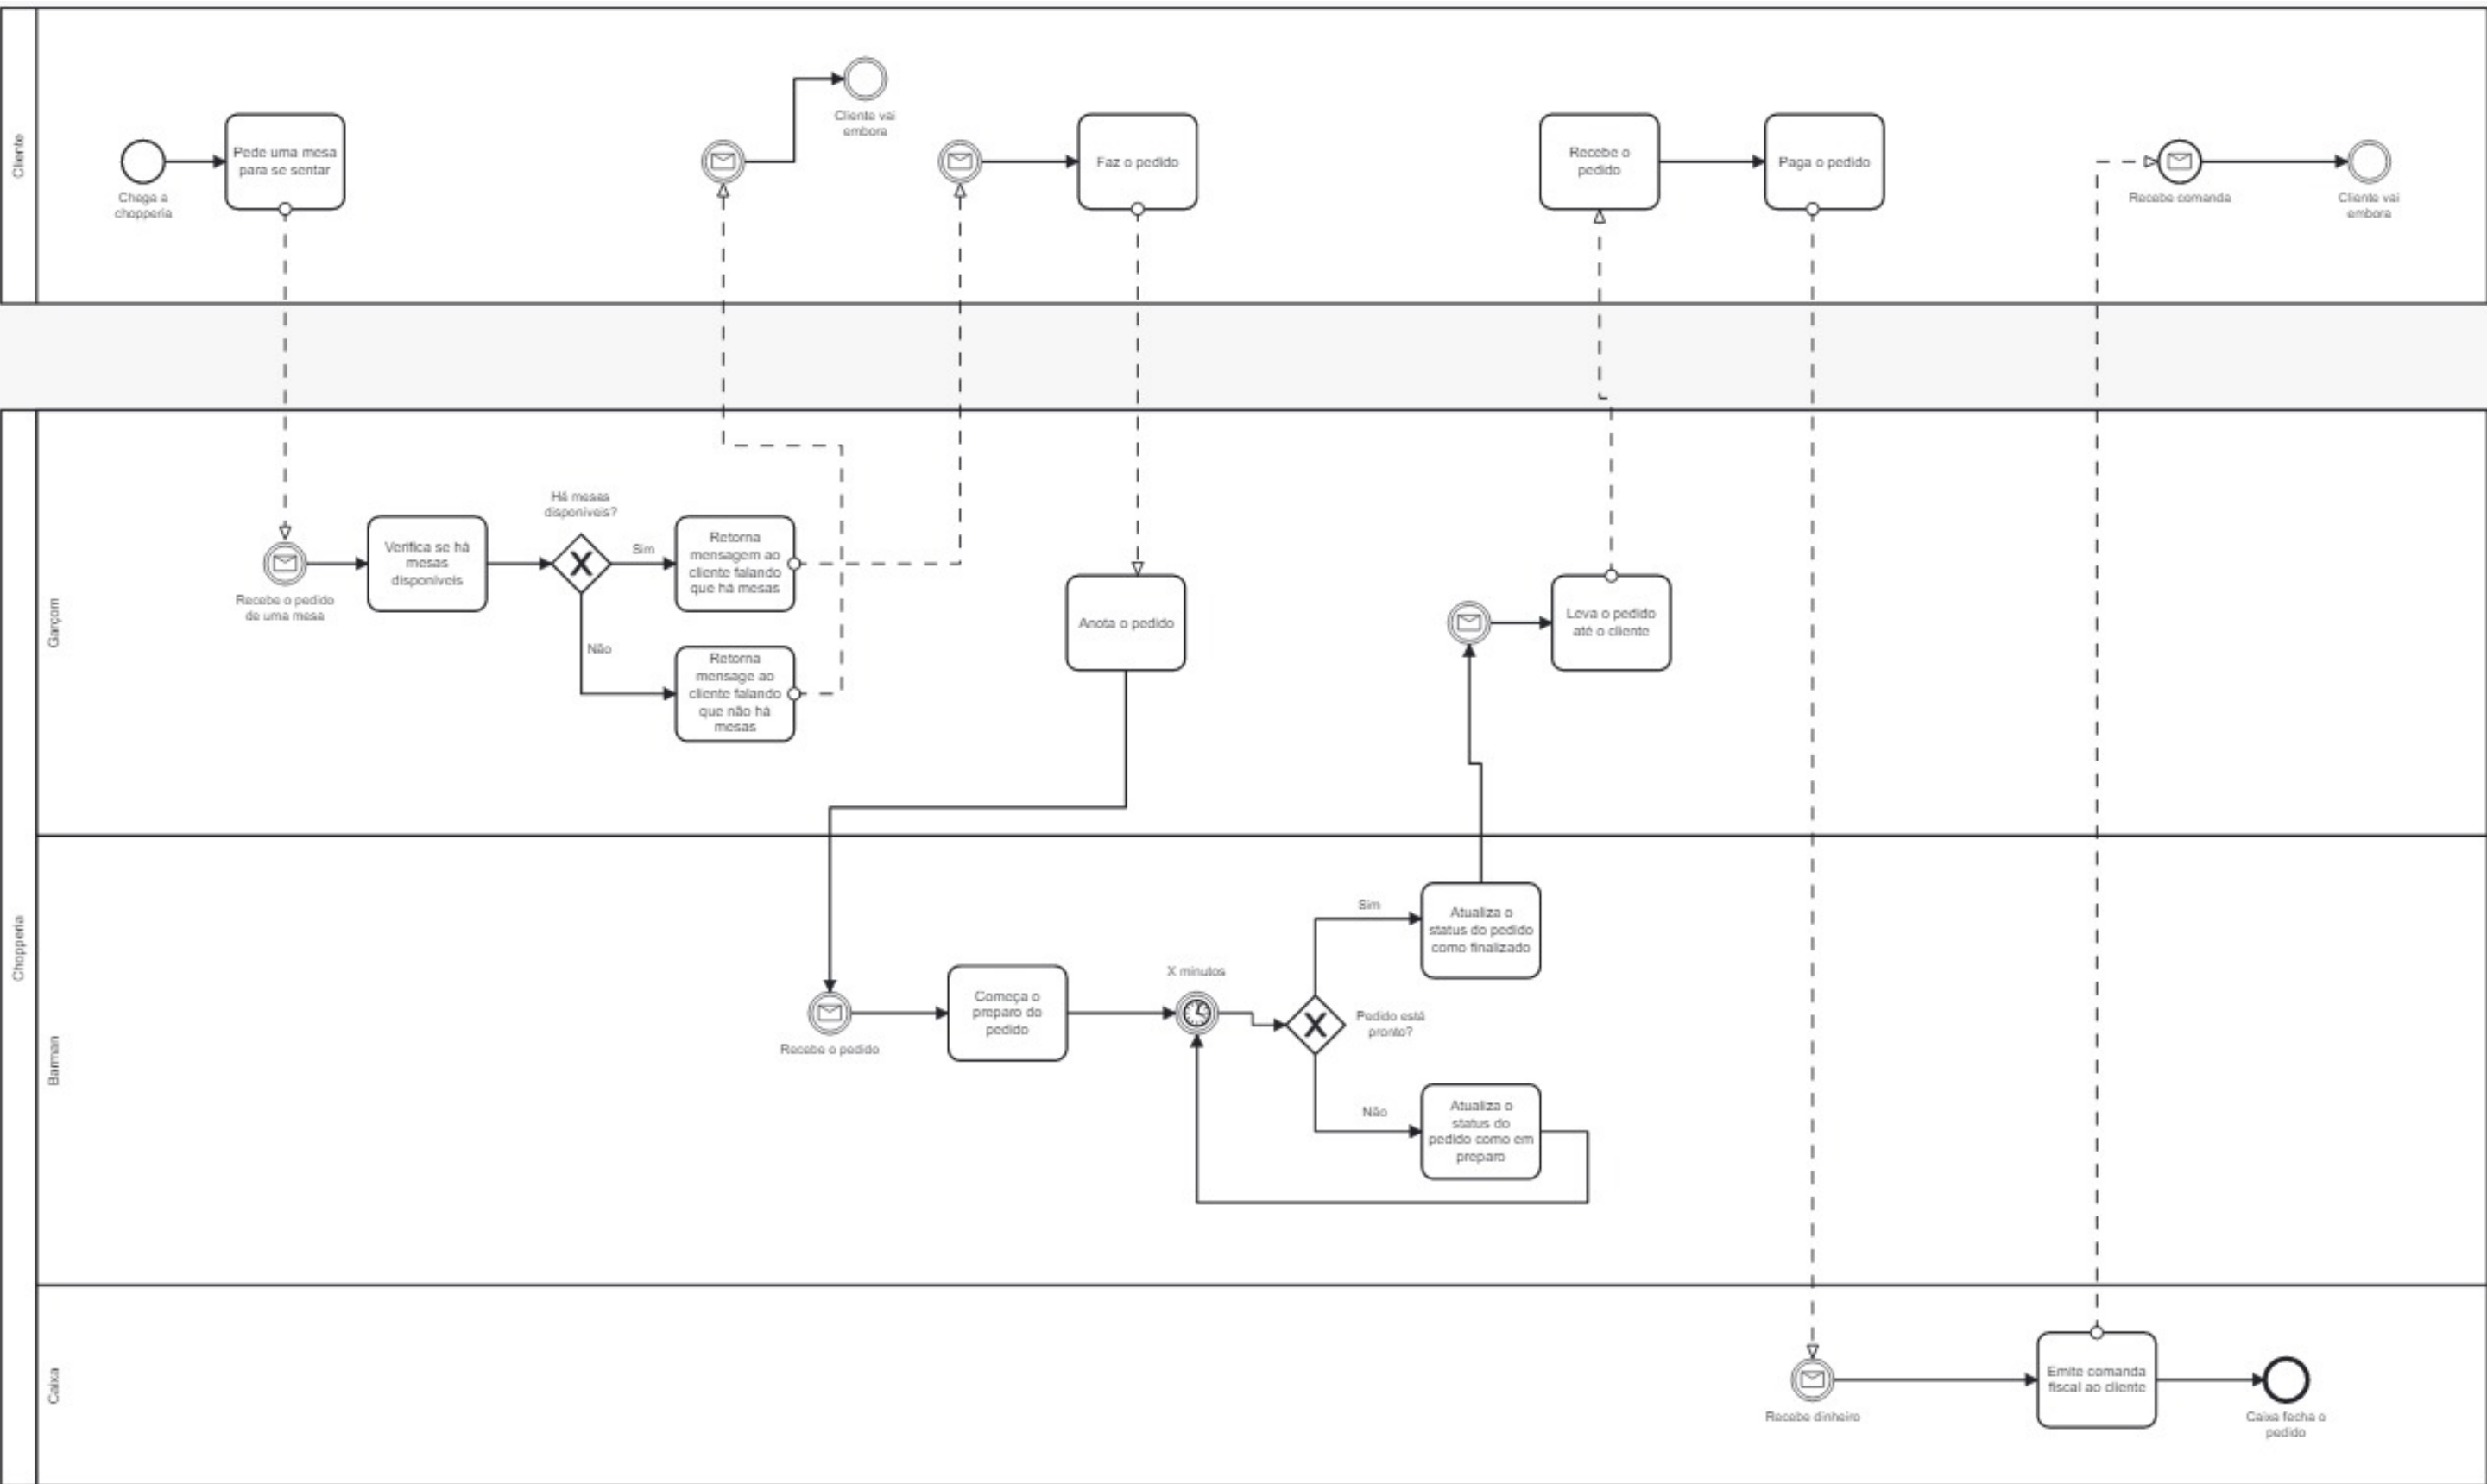 Cliente
Chega a
chopperia
Pede uma mesa
para se sentar
Cliente vai
embora
Faz o pedido
Recebe o
pedido
Paga o pedido
Recebe comanda
Cliente vai
embora
Chopperia
Garçom
Recebe o pedido
de uma mesa
Verifica se há
mesas
disponíveis
Há mesas
disponíveis?
Sim
Não
Retorna
mensagem ao
cliente falando
que há mesas
Retorna
mensage ao
cliente falando
que não há
mesas
Anota o pedido
Leva o pedido
até o cliente
Barman
Recebe o pedido
Começa o
preparo do
pedido
X minutos
Pedido está
pronto?
Sim
Não
Atualiza o
status do pedido
como finalizado
Atualiza o
status do
pedido como em
preparo
Caixa
Recebe dinheiro
Emite comanda
fiscal ao cliente
Caixa fecha o
pedido